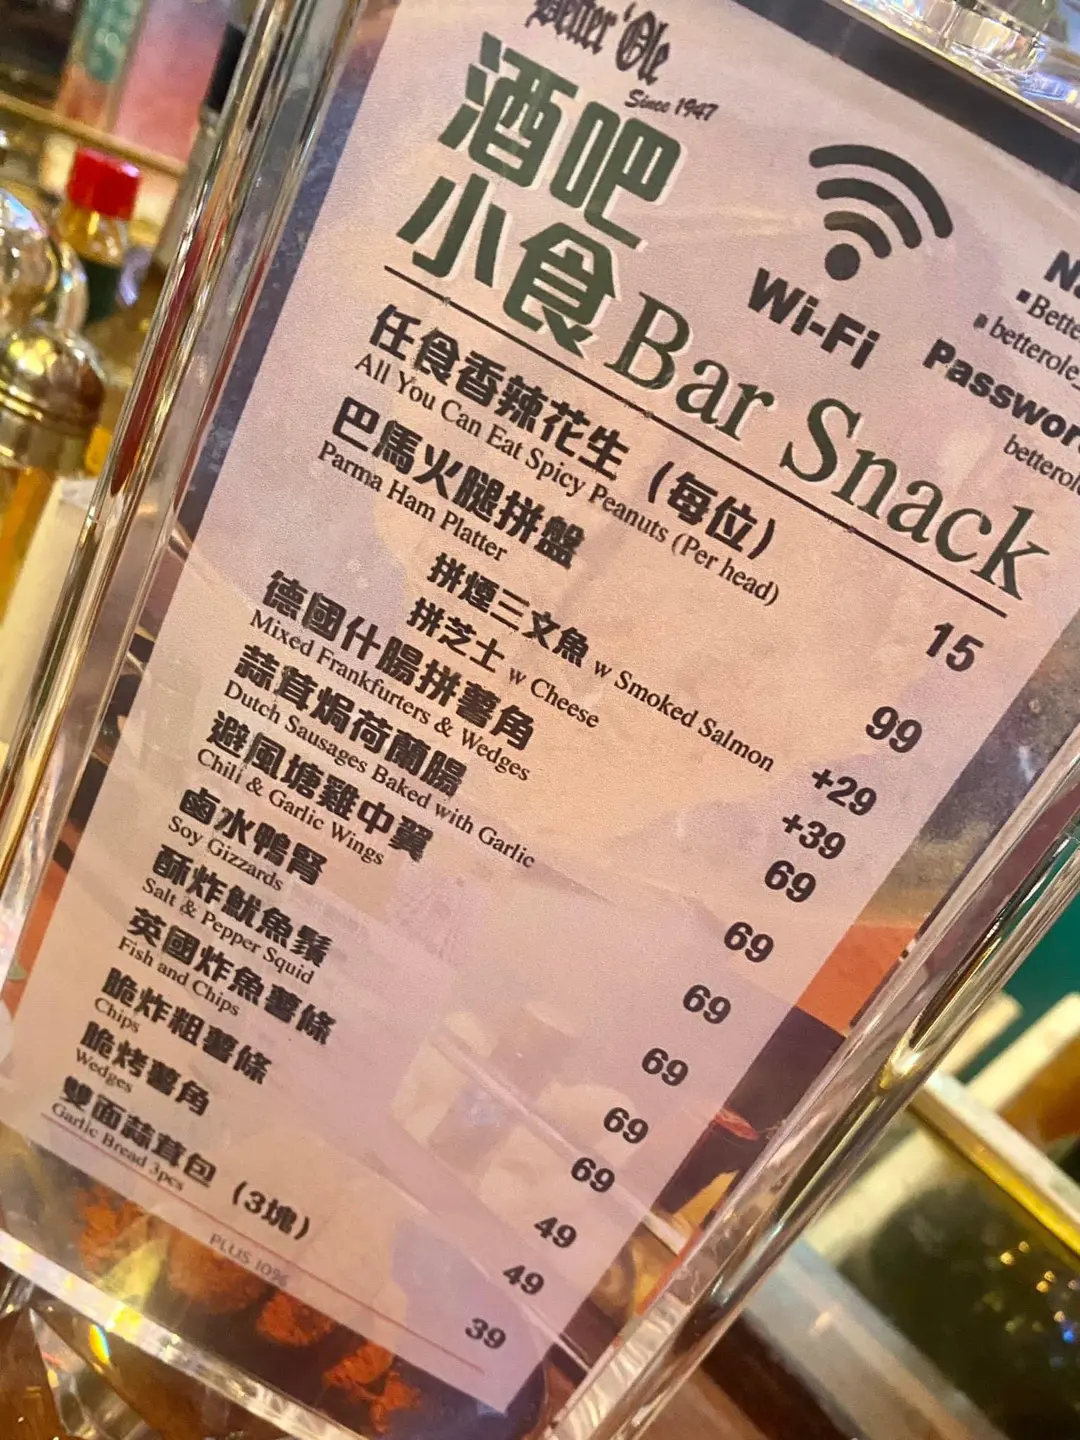 Better 'Ole
Since 1947
酒吧
小食 Bar Snack
Wi-Fi
▪Bette
▪betterole_
Passwor
betterol
任食香辣花生（每位） 15
All You Can Eat Spicy Peanuts (Per head)
巴馬火腿拼盤 99
Parma Ham Platter
拼煙三文魚 w Smoked Salmon +29
拼芝士 w Cheese +39
德國什腸拼薯角 69
Mixed Frankfurters & Wedges
蒜茸焗荷蘭腸 69
Dutch Sausages Baked with Garlic
避風塘雞中翼 69
Chili & Garlic Wings
鹵水鴨腎 69
Soy Gizzards
酥炸魷魚鬚 69
Salt & Pepper Squid
英國炸魚薯條 69
Fish and Chips
脆炸粗薯條 49
Chips
脆烤薯角 49
Wedges
雙面蒜茸包（3塊） 39
Garlic Bread 3pcs
PLUS 10%